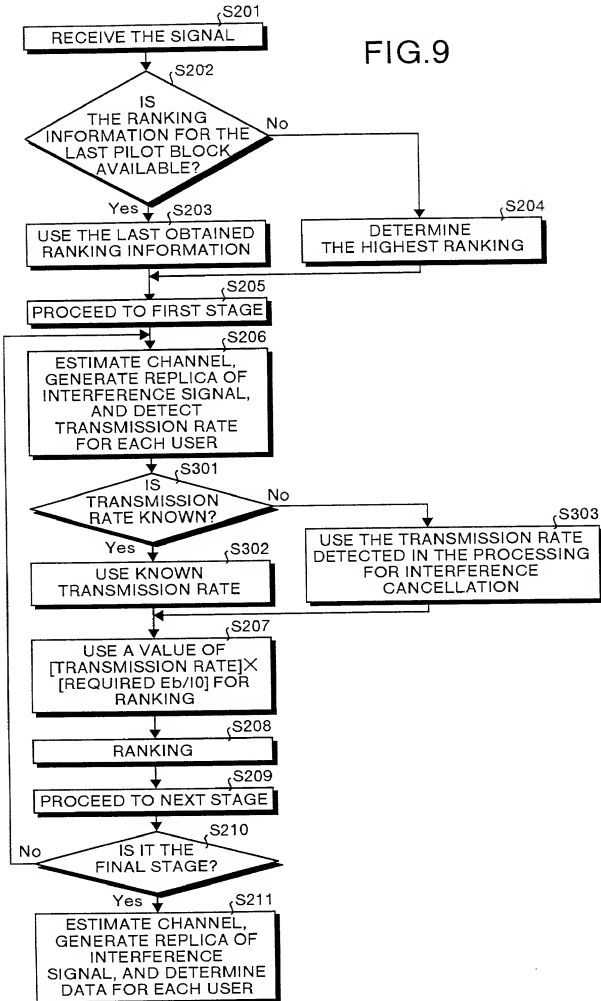 S201
RECEIVE THE SIGNAL
FIG.9
S202
IS
THE RANKING
INFORMATION FOR THE
LAST PILOT BLOCK
AVAILABLE?
No
Yes
S203
USE THE LAST OBTAINED
RANKING INFORMATION
S204
DETERMINE
THE HIGHEST RANKING
S205
PROCEED TO FIRST STAGE
S206
ESTIMATE CHANNEL,
GENERATE REPLICA OF
INTERFERENCE SIGNAL,
AND DETECT
TRANSMISSION RATE
FOR EACH USER
S301
IS
TRANSMISSION
RATE KNOWN?
No
Yes
S302
USE KNOWN
TRANSMISSION RATE
S303
USE THE TRANSMISSION RATE
DETECTED IN THE PROCESSING
FOR INTERFERENCE
CANCELLATION
S207
USE A VALUE OF
[TRANSMISSION RATE]×
[REQUIRED Eb/I0] FOR
RANKING
S208
RANKING
S209
PROCEED TO NEXT STAGE
S210
IS IT THE
FINAL STAGE?
No
Yes
S211
ESTIMATE CHANNEL,
GENERATE REPLICA OF
INTERFERENCE
SIGNAL, AND DETERMINE
DATA FOR EACH USER